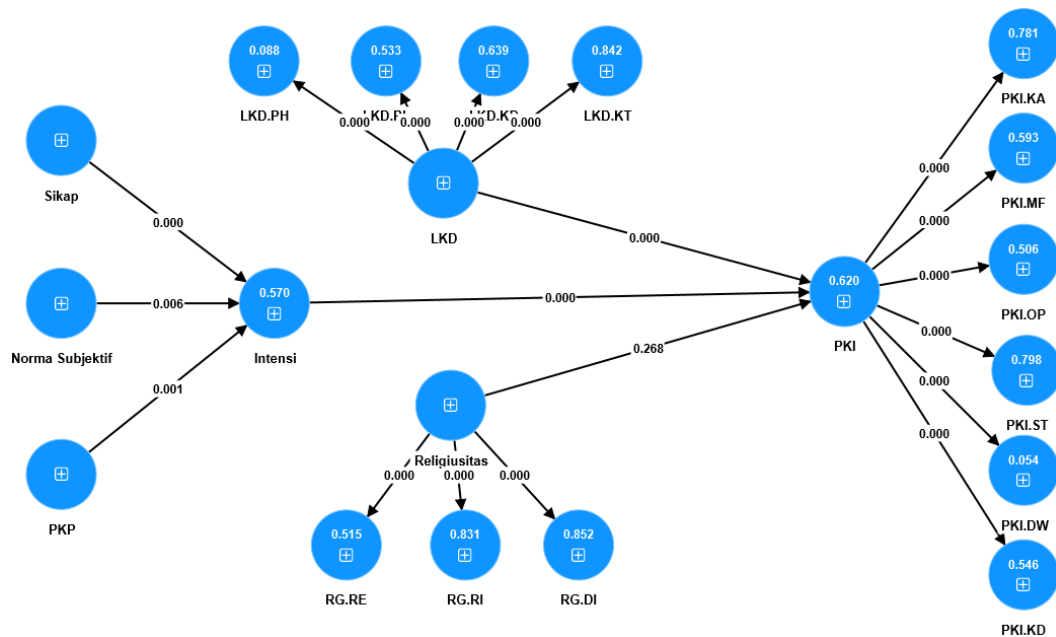 0.088
0.533
0.639
0.842
LKD.PH
LKD.KT
0.000
0.000
0.000
0.000
0.781
PKI.KA
0.593
PKI.MF
0.506
PKI.OP
0.798
PKI.ST
0.054
PKI.DW
0.546
PKI.KD
Sikap
Norma Subjektif
PKP
0.000
0.006
0.001
0.570
Intensi
LKD
0.000
0.000
0.268
0.620
PKI
0.000
0.000
0.000
0.000
0.000
0.000
Religiusitas
0.000
0.000
0.000
0.515
0.831
0.852
RG.RE
RG.RI
RG.DI